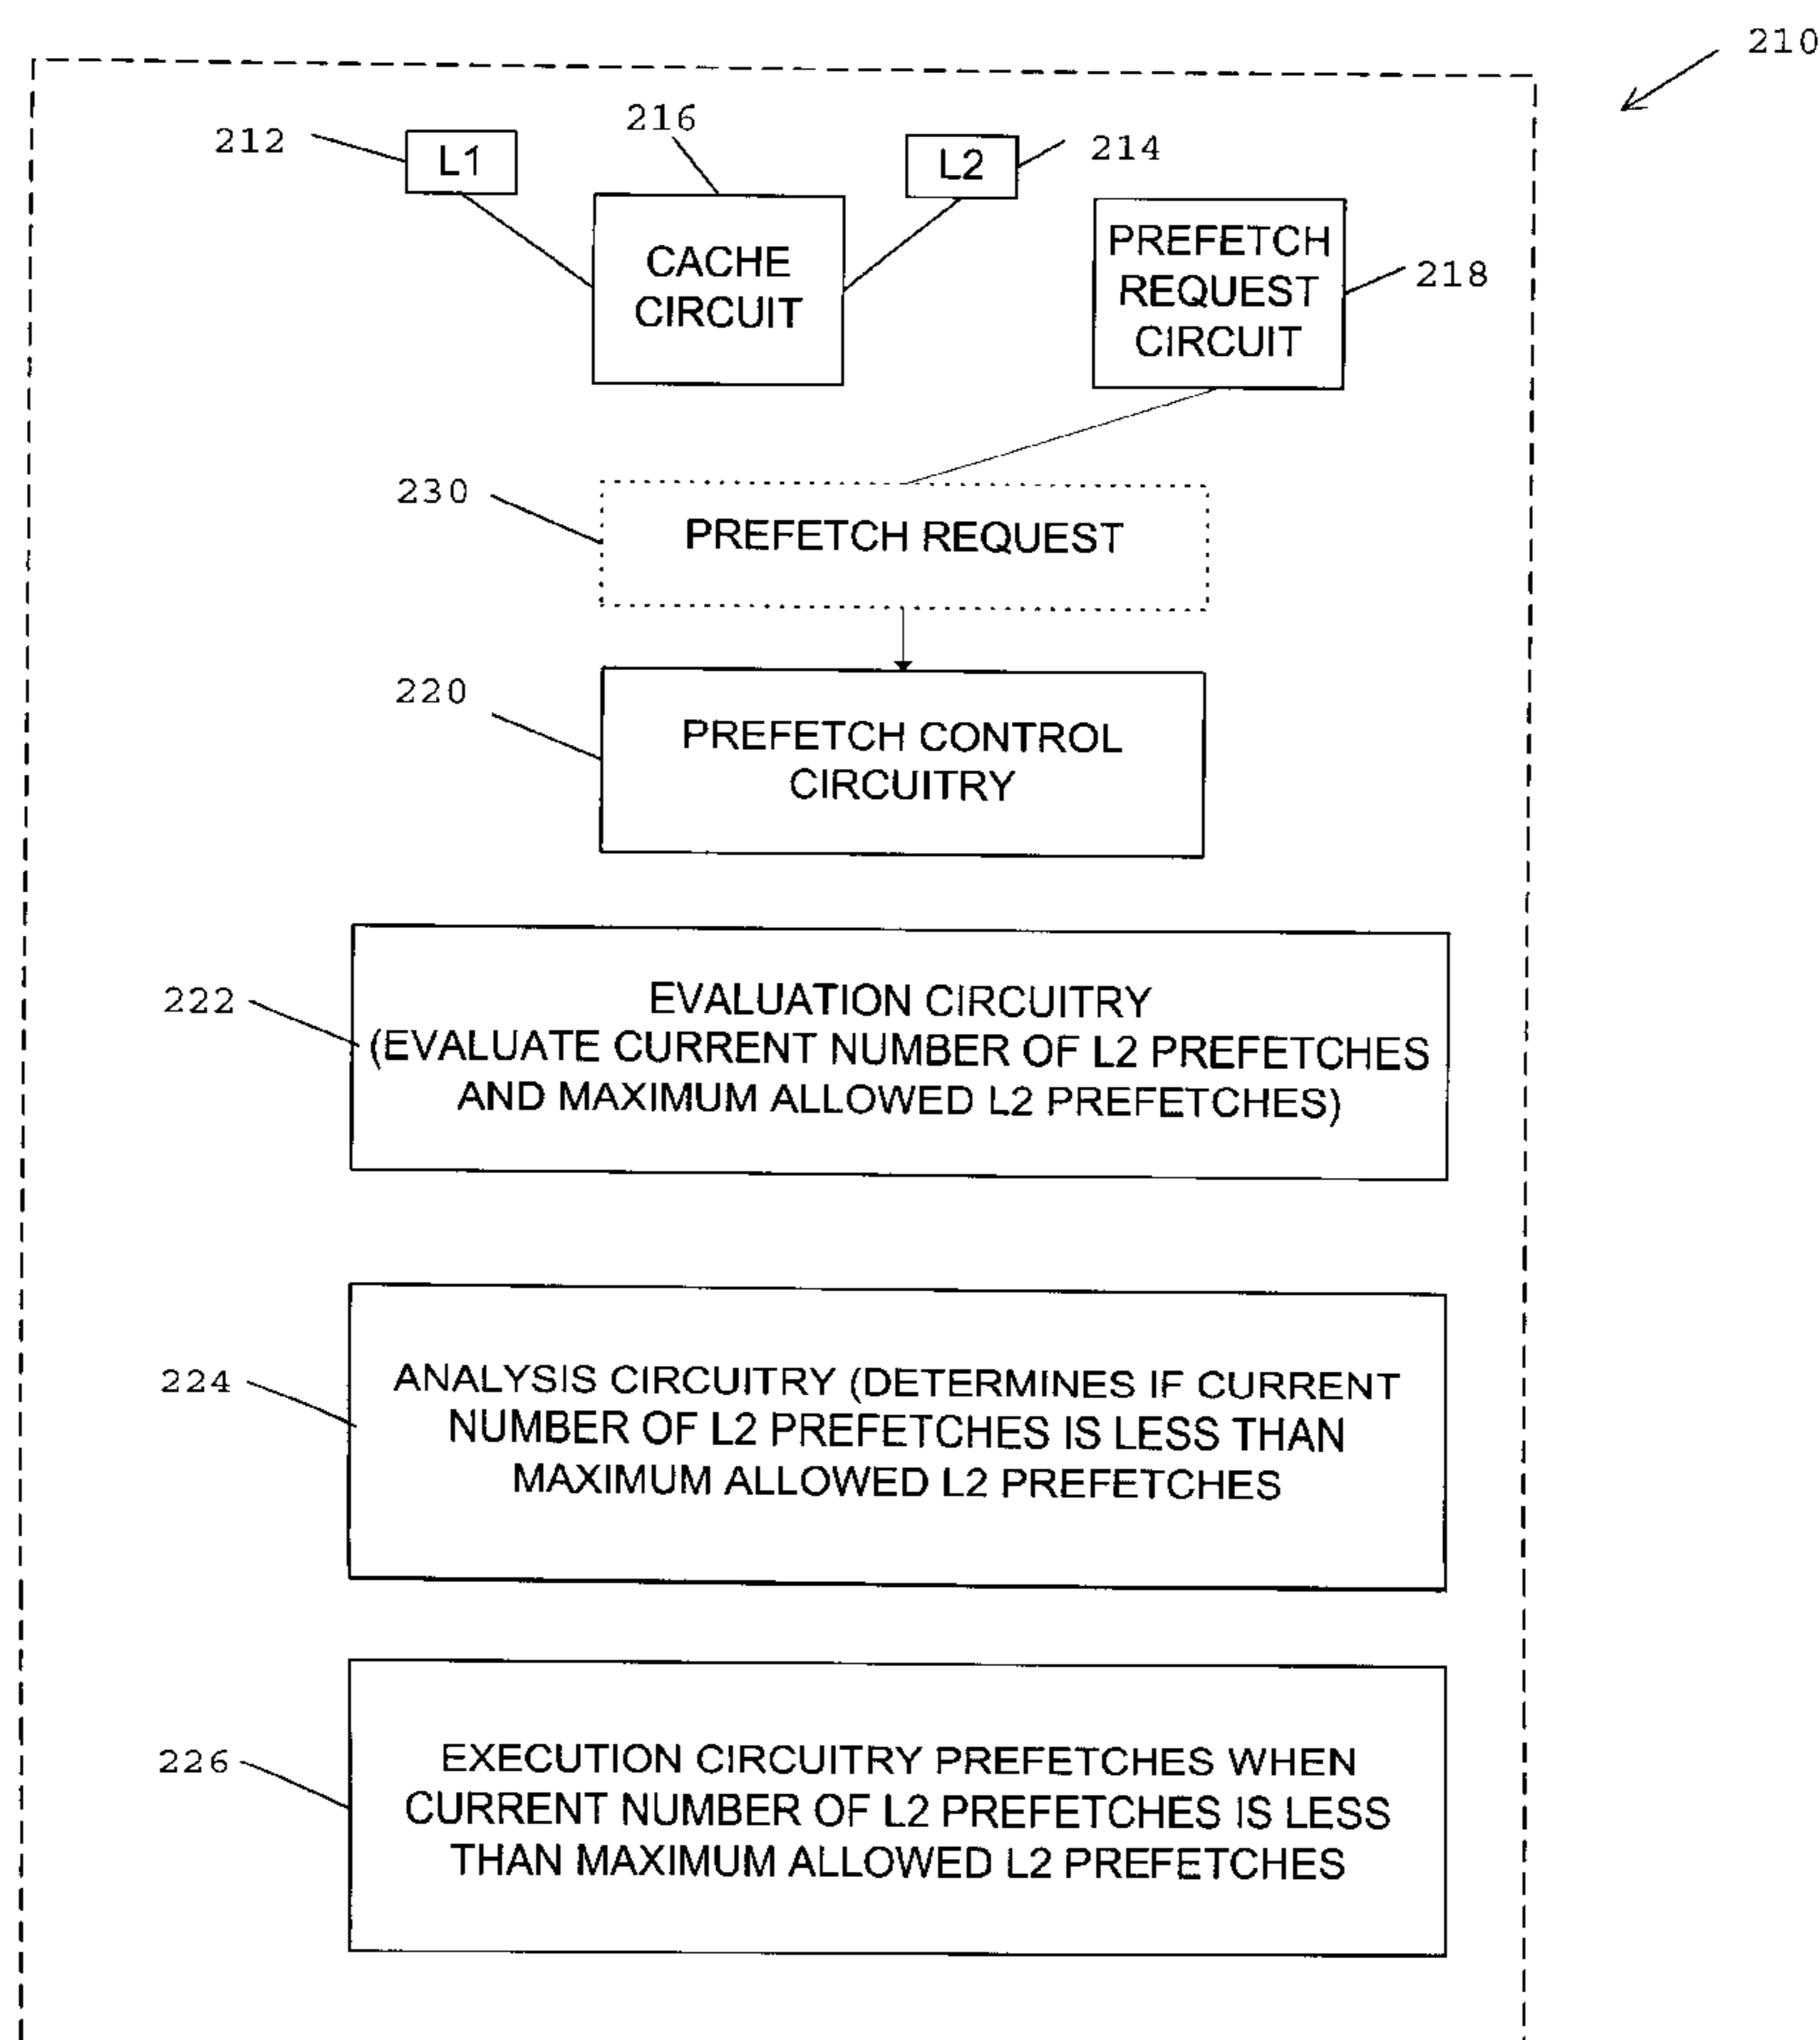 210
212
L1
216
L2
214
CACHE
CIRCUIT
PREFETCH
REQUEST
CIRCUIT
218
230
PREFETCH REQUEST
220
PREFETCH CONTROL
CIRCUITRY
222
EVALUATION CIRCUITRY
(EVALUATE CURRENT NUMBER OF L2 PREFETCHES
AND MAXIMUM ALLOWED L2 PREFETCHES)
224
ANALYSIS CIRCUITRY (DETERMINES IF CURRENT
NUMBER OF L2 PREFETCHES IS LESS THAN
MAXIMUM ALLOWED L2 PREFETCHES
226
EXECUTION CIRCUITRY PREFETCHES WHEN
CURRENT NUMBER OF L2 PREFETCHES IS LESS
THAN MAXIMUM ALLOWED L2 PREFETCHES